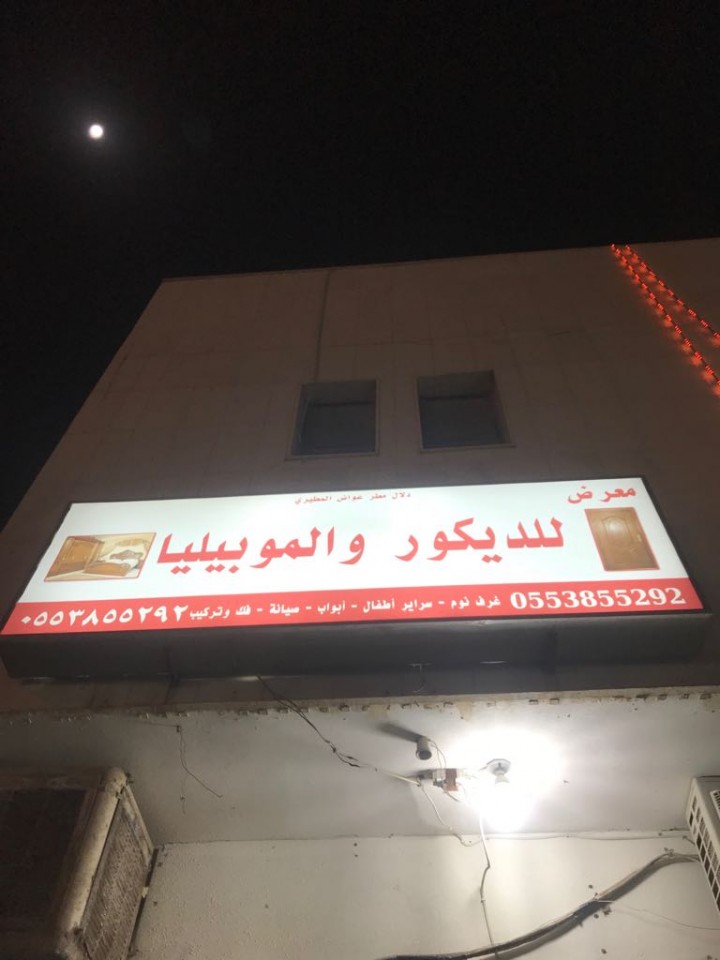 دلال مطر عواض المطيري
معرض
للديكور والموبيليا
0553855292 غرف نوم - سراير أطفال - أبواب - صيانة - فك وتركيب ٠٥٥٣٨٥٥٢٩٢